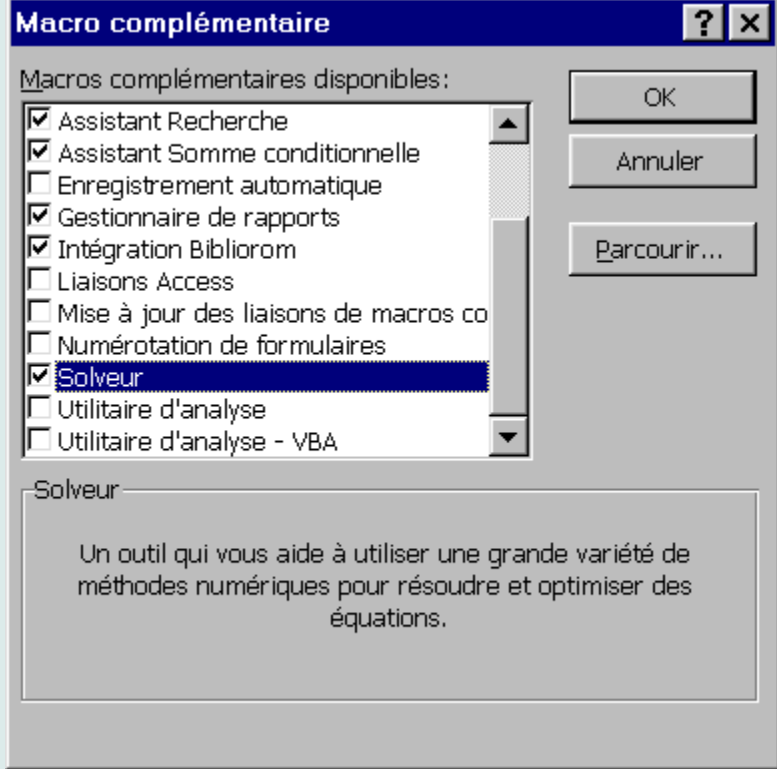 Macro complémentaire
Macros complémentaires disponibles:
Assistant Recherche
Assistant Somme conditionnelle
Enregistrement automatique
Gestionnaire de rapports
Intégration Bibliorom
Liaisons Access
Mise à jour des liaisons de macros co
Numérotation de formulaires
Solveur
Utilitaire d'analyse
Utilitaire d'analyse - VBA
OK
Annuler
Parcourir...
Solveur
Un outil qui vous aide à utiliser une grande variété de
méthodes numériques pour résoudre et optimiser des
équations.